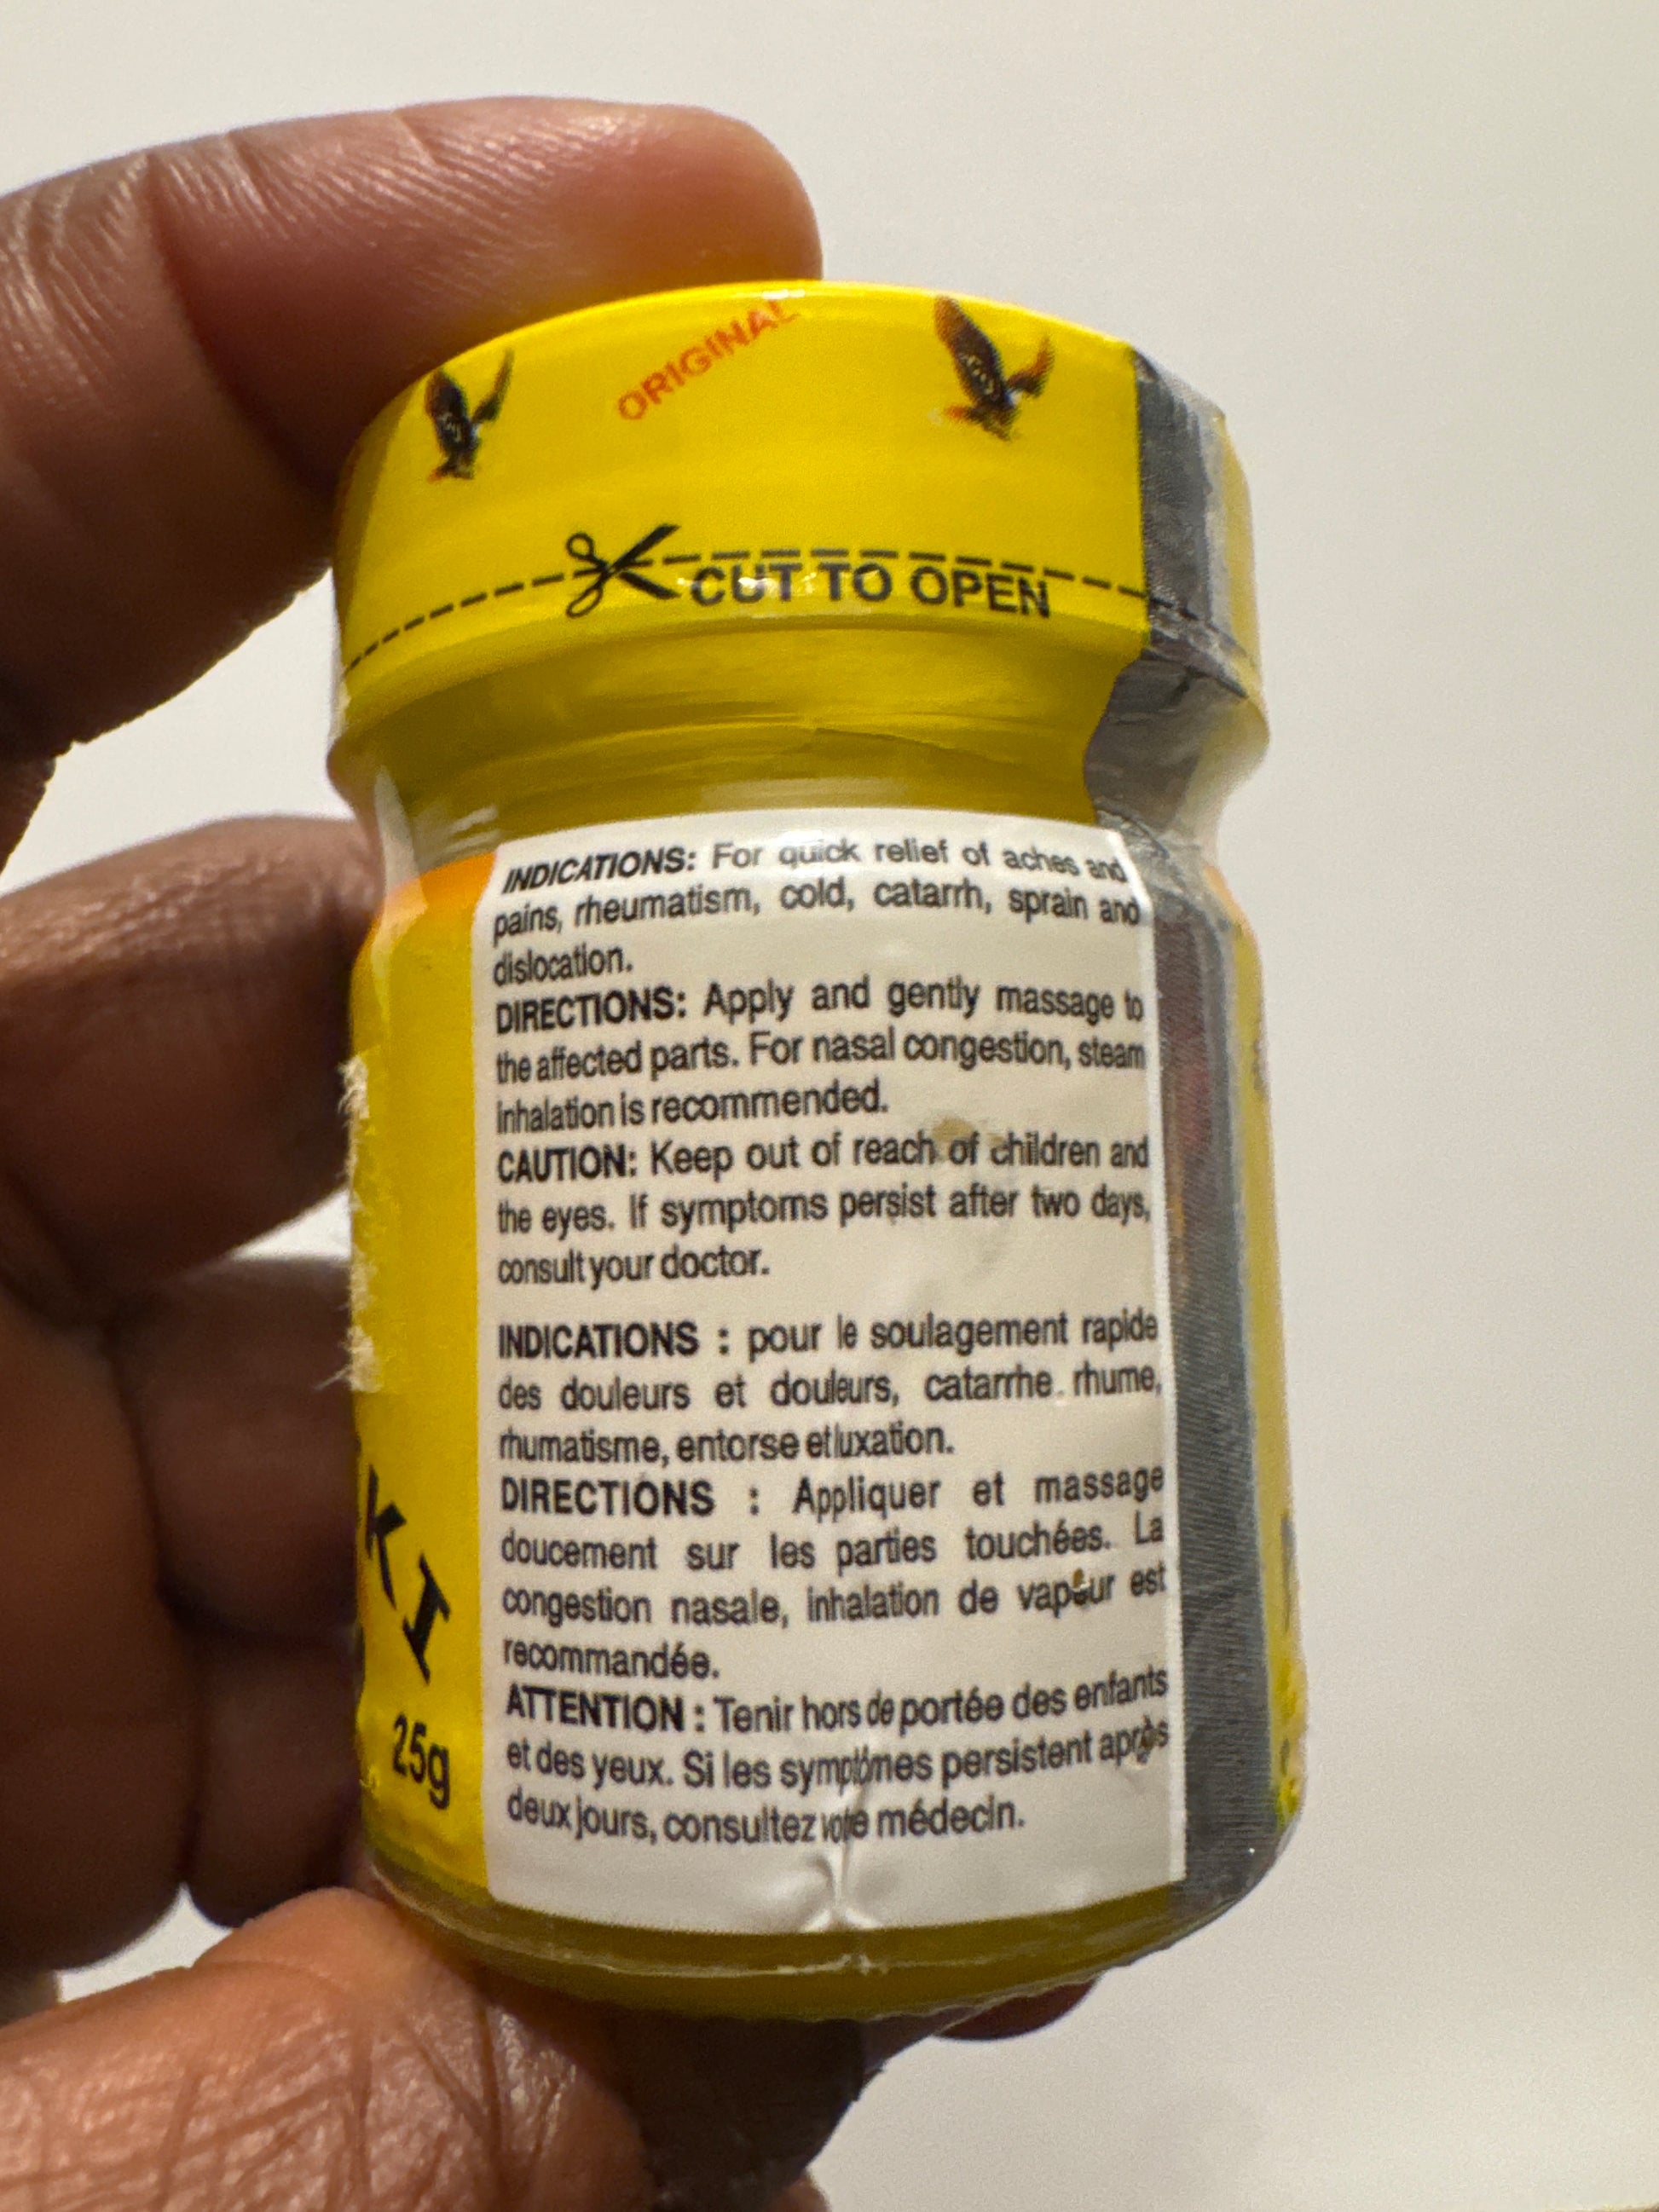 ORIGINAL
CUT TO OPEN
INDICATIONS: For quick relief of aches and
pains, rheumatism, cold, catarrh, sprain and
dislocation.
DIRECTIONS: Apply and gently massage to
the affected parts. For nasal congestion, steam
inhalation is recommended.
CAUTION: Keep out of reach of children and
the eyes. If symptoms persist after two days,
consult your doctor.
INDICATIONS : pour le soulagement rapide
des douleurs et douleurs, catarrhe rhume,
rhumatisme, entorse et luxation.
DIRECTIONS : Appliquer et massage
doucement sur les parties touchées. La
congestion nasale, inhalation de vapeur est
recommandée.
ATTENTION : Tenir hors de portée des enfants
et des yeux. Si les symptômes persistent après
deux jours, consultez votre médecin.
KI
25g